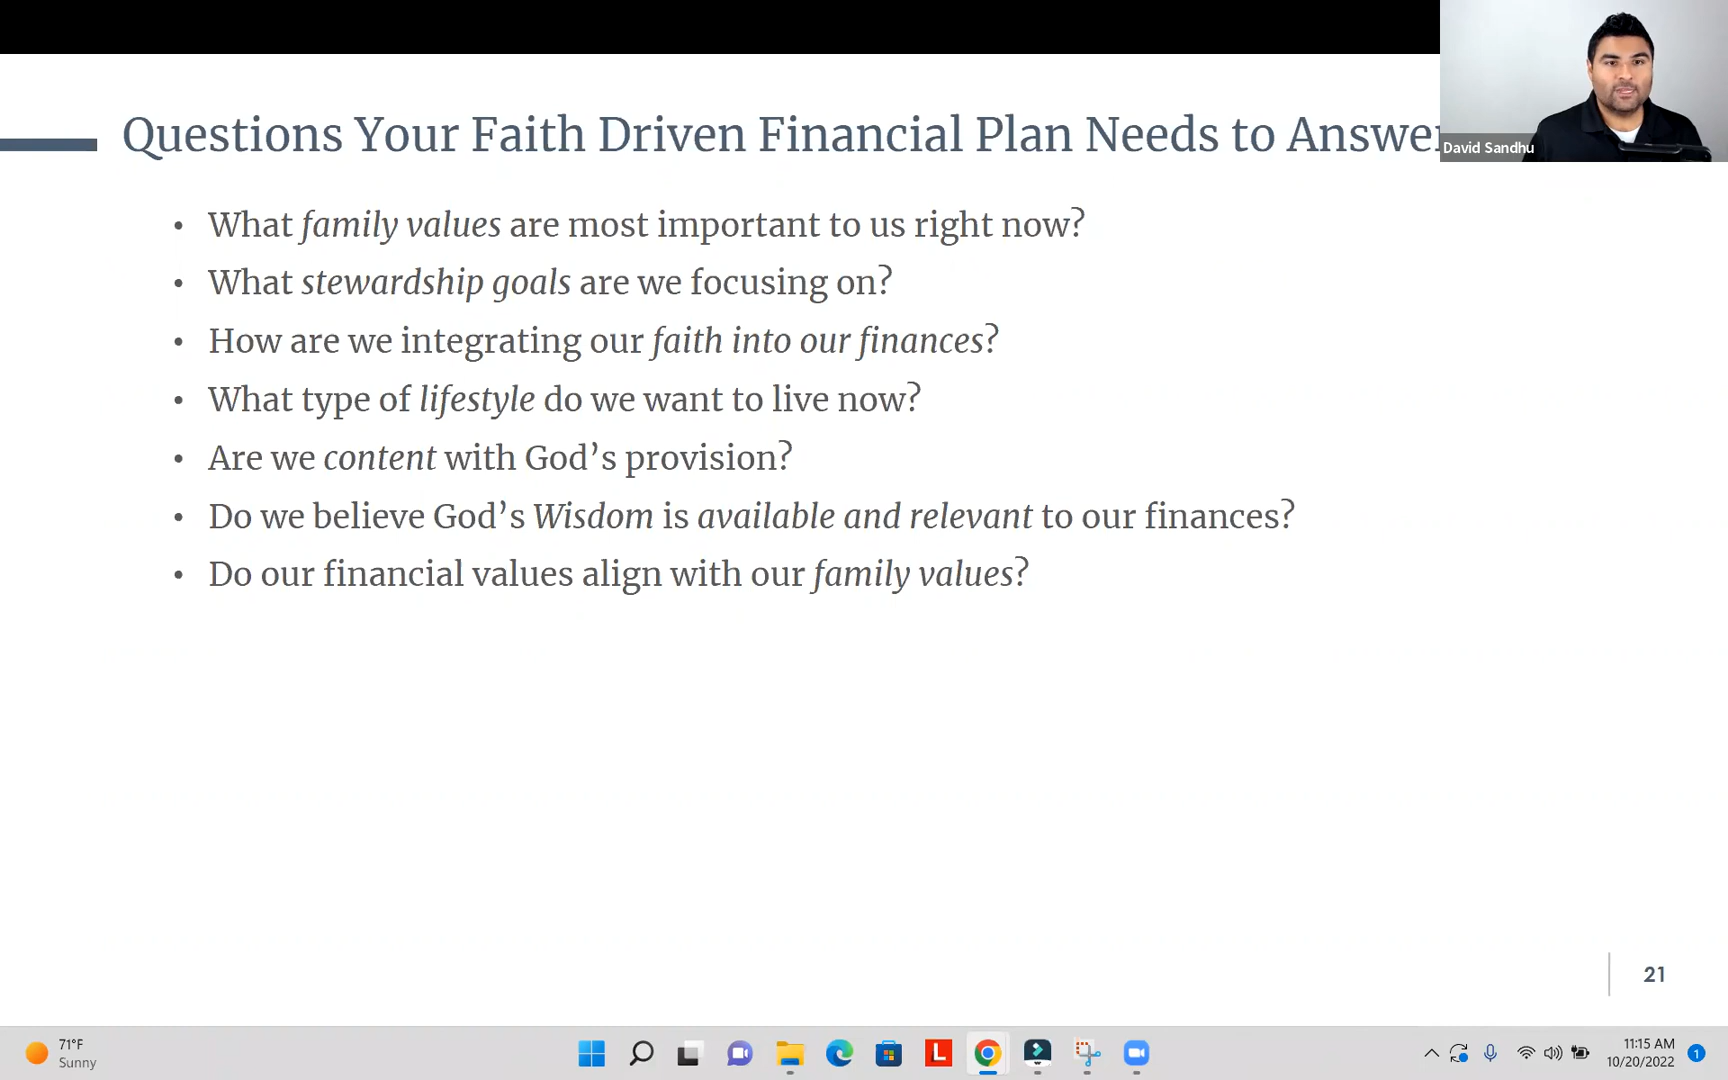 Questions Your Faith Driven Financial Plan Needs to Answer
David Sandhu
• What family values are most important to us right now?
• What stewardship goals are we focusing on?
• How are we integrating our faith into our finances?
• What type of lifestyle do we want to live now?
• Are we content with God’s provision?
• Do we believe God’s Wisdom is available and relevant to our finances?
• Do our financial values align with our family values?
21
71°F
Sunny
L
11:15 AM
10/20/2022
1